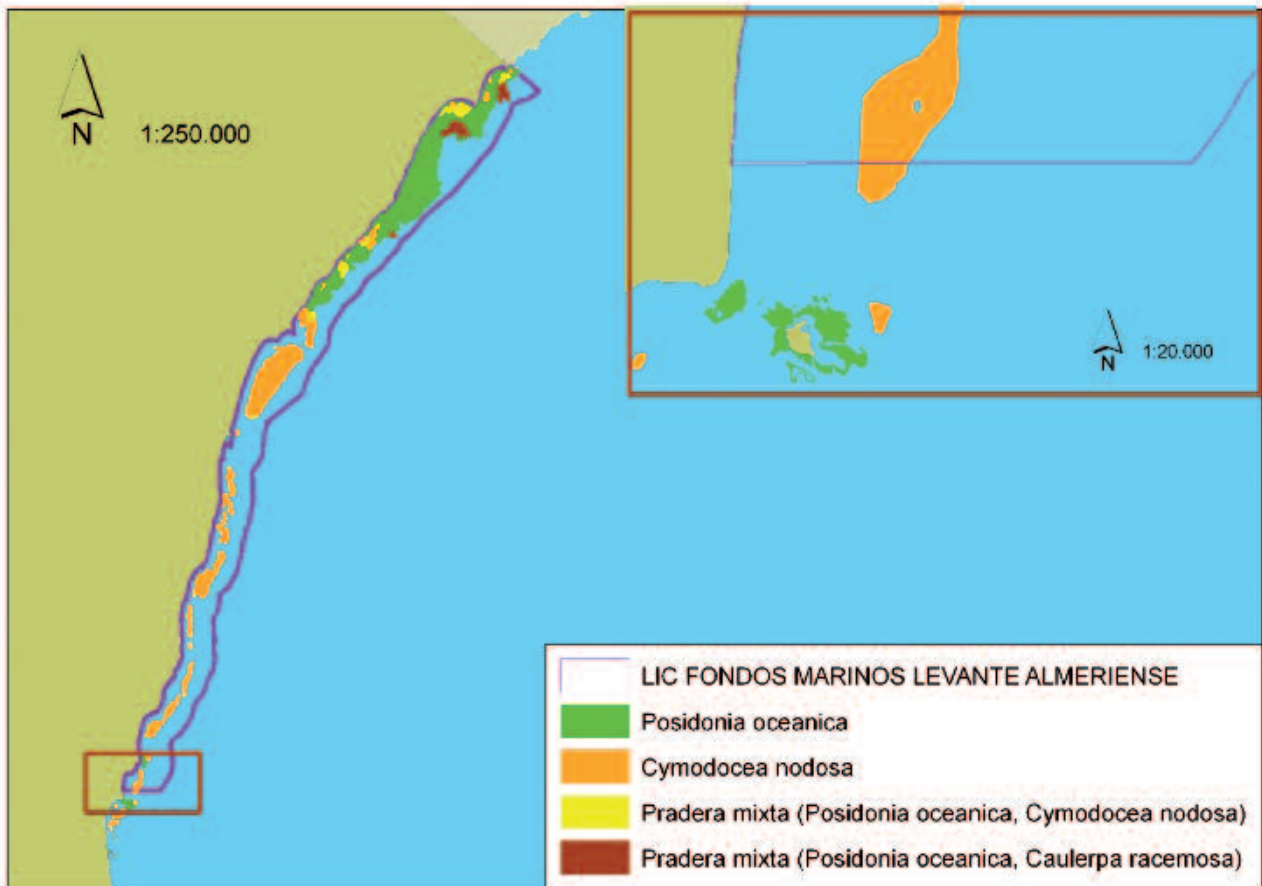 N
1:250.000
N
1:20.000
LIC FONDOS MARINOS LEVANTE ALMERIENSE
Posidonia oceanica
Cymodocea nodosa
Pradera mixta (Posidonia oceanica, Cymodocea nodosa)
Pradera mixta (Posidonia oceanica, Caulerpa racemosa)